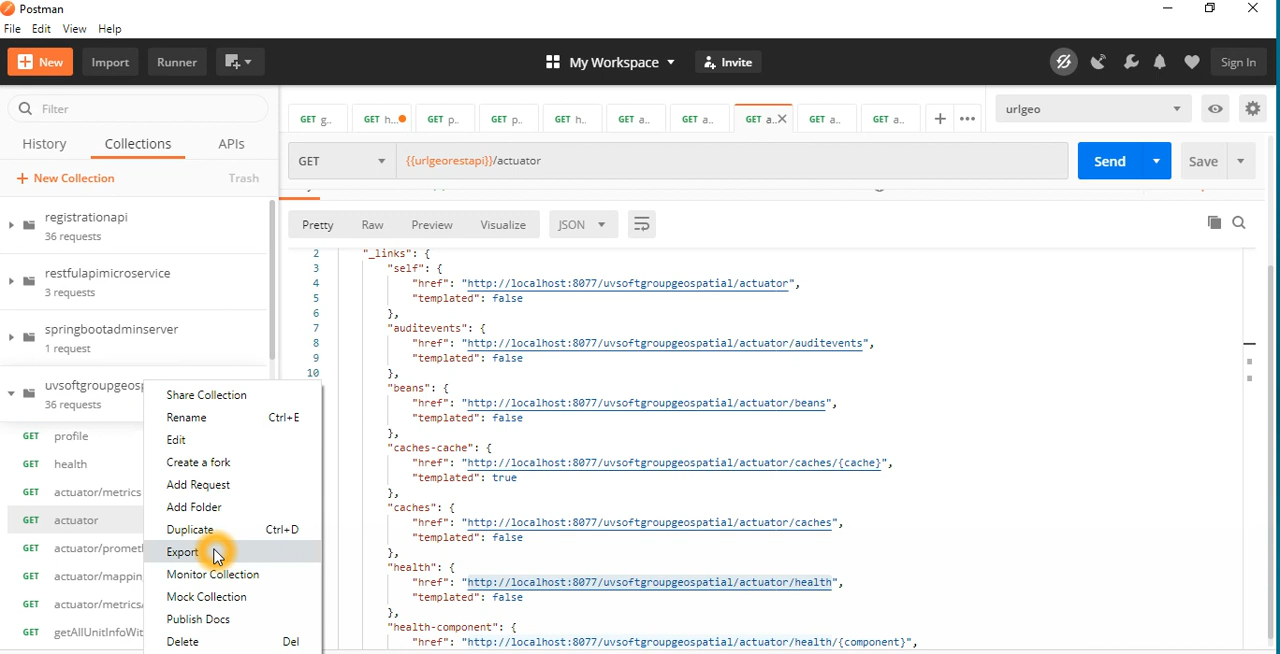 Postman
File Edit View Help
New Import Runner My Workspace Invite Sign In
Filter
History Collections APIs
New Collection Trash
registrationapi
36 requests
restfulapimicroservice
3 requests
springbootadminserver
1 request
uvsoftgroupgeosp
36 requests
GET profile
GET health
GET actuator/metrics
GET actuator
GET actuator/prometh
GET actuator/mappin
GET actuator/metrics/
GET getAllUnitInfoWit
Share Collection
Rename Ctrl+E
Edit
Create a fork
Add Request
Add Folder
Duplicate Ctrl+D
Export
Monitor Collection
Mock Collection
Publish Docs
Delete Del
GET g.. GET h... GET p.. GET p.. GET h.. GET a.. GET a.. GET a.. GET a.. GET a..
urlgeo
GET {{urlgeorestapi}}/actuator Send Save
Pretty Raw Preview Visualize JSON
2 "_links": {
3 "self": {
4 "href": "http://localhost:8077/uvsoftgroupgeospatial/actuator",
5 "templated": false
6 },
7 "auditevents": {
8 "href": "http://localhost:8077/uvsoftgroupgeospatial/actuator/auditevents",
9 "templated": false
10 },
"beans": {
"href": "http://localhost:8077/uvsoftgroupgeospatial/actuator/beans",
"templated": false
},
"caches-cache": {
"href": "http://localhost:8077/uvsoftgroupgeospatial/actuator/caches/{cache}",
"templated": true
},
"caches": {
"href": "http://localhost:8077/uvsoftgroupgeospatial/actuator/caches",
"templated": false
},
"health": {
"href": "http://localhost:8077/uvsoftgroupgeospatial/actuator/health",
"templated": false
},
"health-component": {
"href": "http://localhost:8077/uvsoftgroupgeospatial/actuator/health/{component}",